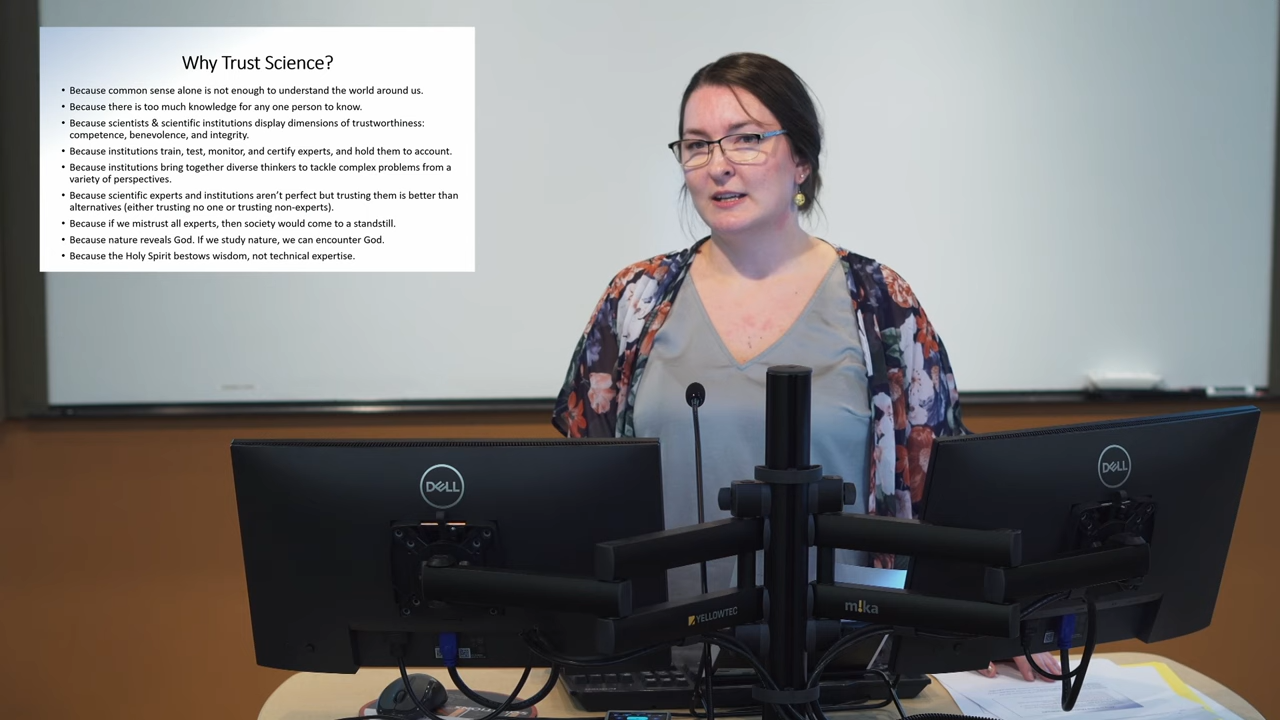 Why Trust Science?
• Because common sense alone is not enough to understand the world around us.
• Because there is too much knowledge for any one person to know.
• Because scientists & scientific institutions display dimensions of trustworthiness:
competence, benevolence, and integrity.
• Because institutions train, test, monitor, and certify experts, and hold them to account.
• Because institutions bring together diverse thinkers to tackle complex problems from a
variety of perspectives.
• Because scientific experts and institutions aren't perfect but trusting them is better than
alternatives (either trusting no one or trusting non-experts).
• Because if we mistrust all experts, then society would come to a standstill.
• Because nature reveals God. If we study nature, we can encounter God.
• Because the Holy Spirit bestows wisdom, not technical expertise.
DELL
DELL
YELLOWTEC
m!ka